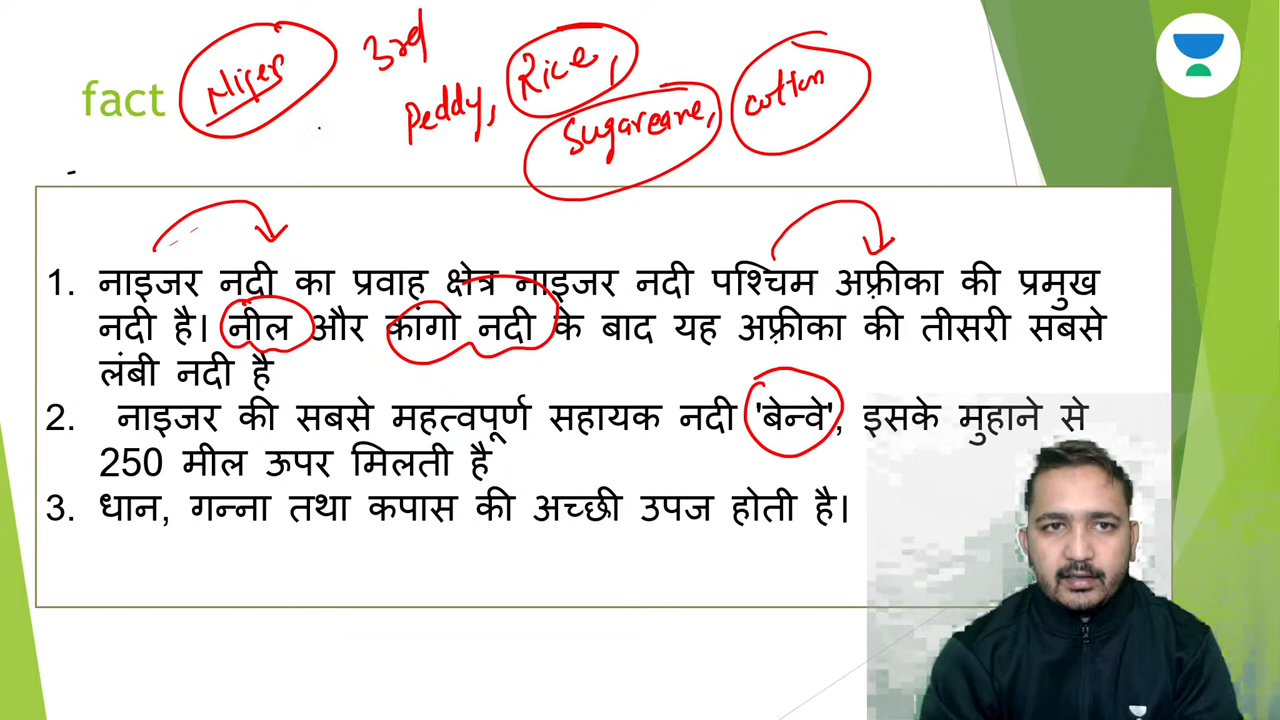 fact
Niger
3rd
Peddy, Rice,
Sugarcane, cotton
1. नाइजर नदी का प्रवाह क्षेत्र नाइजर नदी पश्चिम अफ़्रीका की प्रमुख
नदी है। नील और कांगो नदी के बाद यह अफ़्रीका की तीसरी सबसे
लंबी नदी है
2. नाइजर की सबसे महत्वपूर्ण सहायक नदी 'बेन्वे', इसके मुहाने से
250 मील ऊपर मिलती है
3. धान, गन्ना तथा कपास की अच्छी उपज होती है।